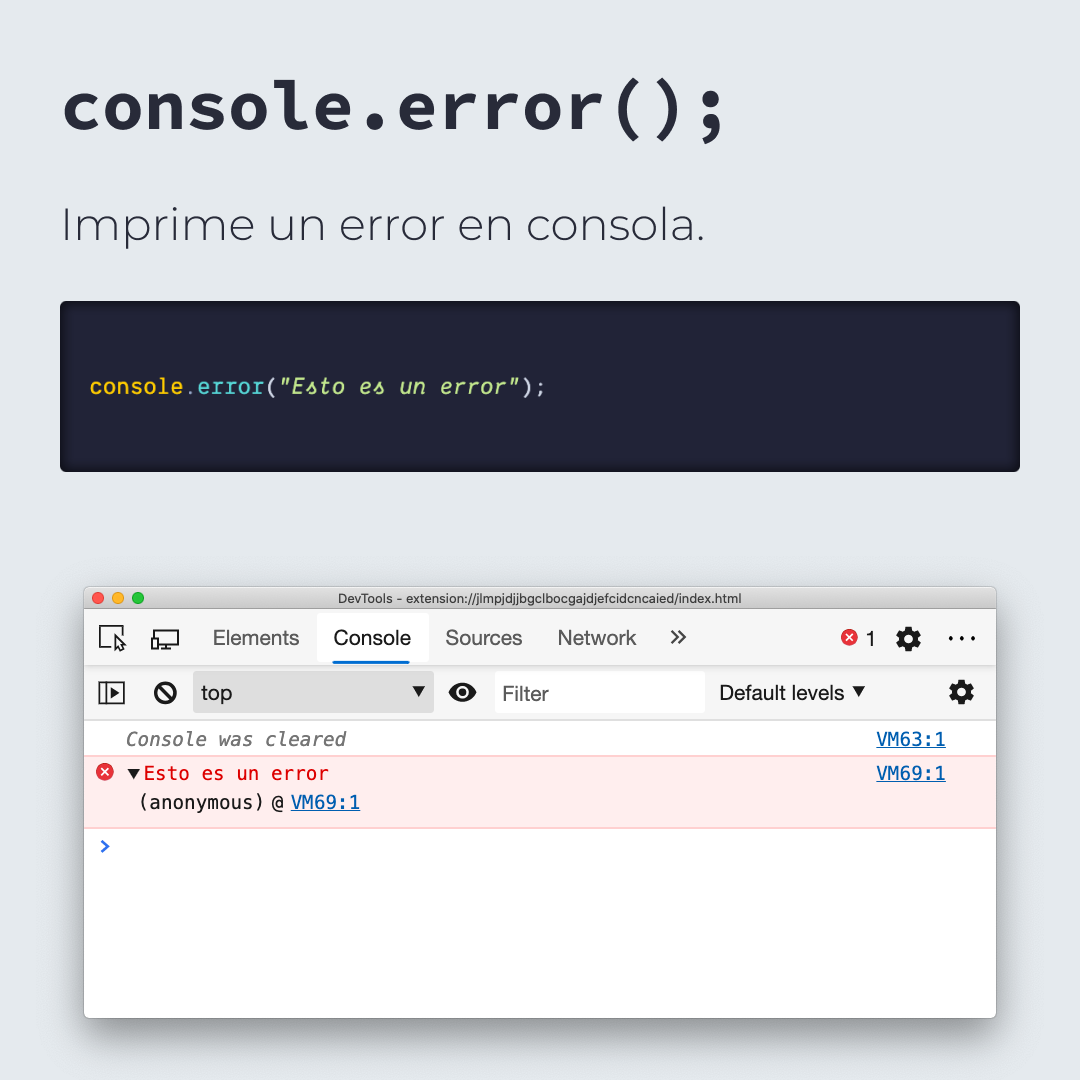 console.error();
Imprime un error en consola.
console.error("Esto es un error");
DevTools - extension://jlmpjdjjbgclbocgajdjefcidcncaied/index.html
Elements Console Sources Network » 1
top ▼ Filter Default levels ▼
Console was cleared VM63:1
▼Esto es un error VM69:1
(anonymous) @ VM69:1
>